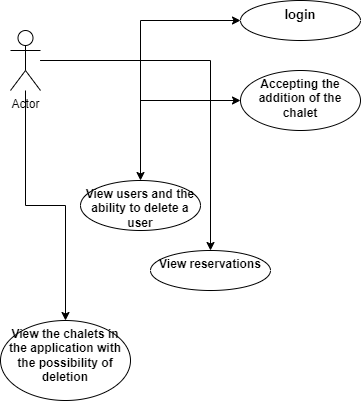 login
Accepting the
addition of the
chalet
Actor
View users and the
ability to delete a
user
View reservations
View the chalets in
the application with
the possibility of
deletion